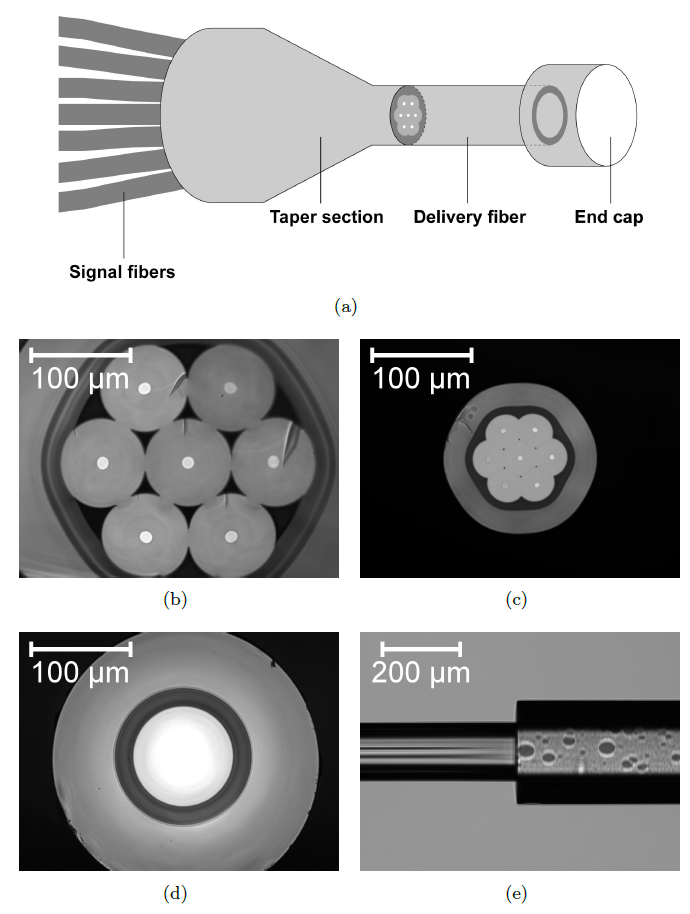 Taper section
Delivery fiber
End cap
Signal fibers
(a)
100 µm
100 µm
(b)
(c)
100 µm
200 µm
(d)
(e)